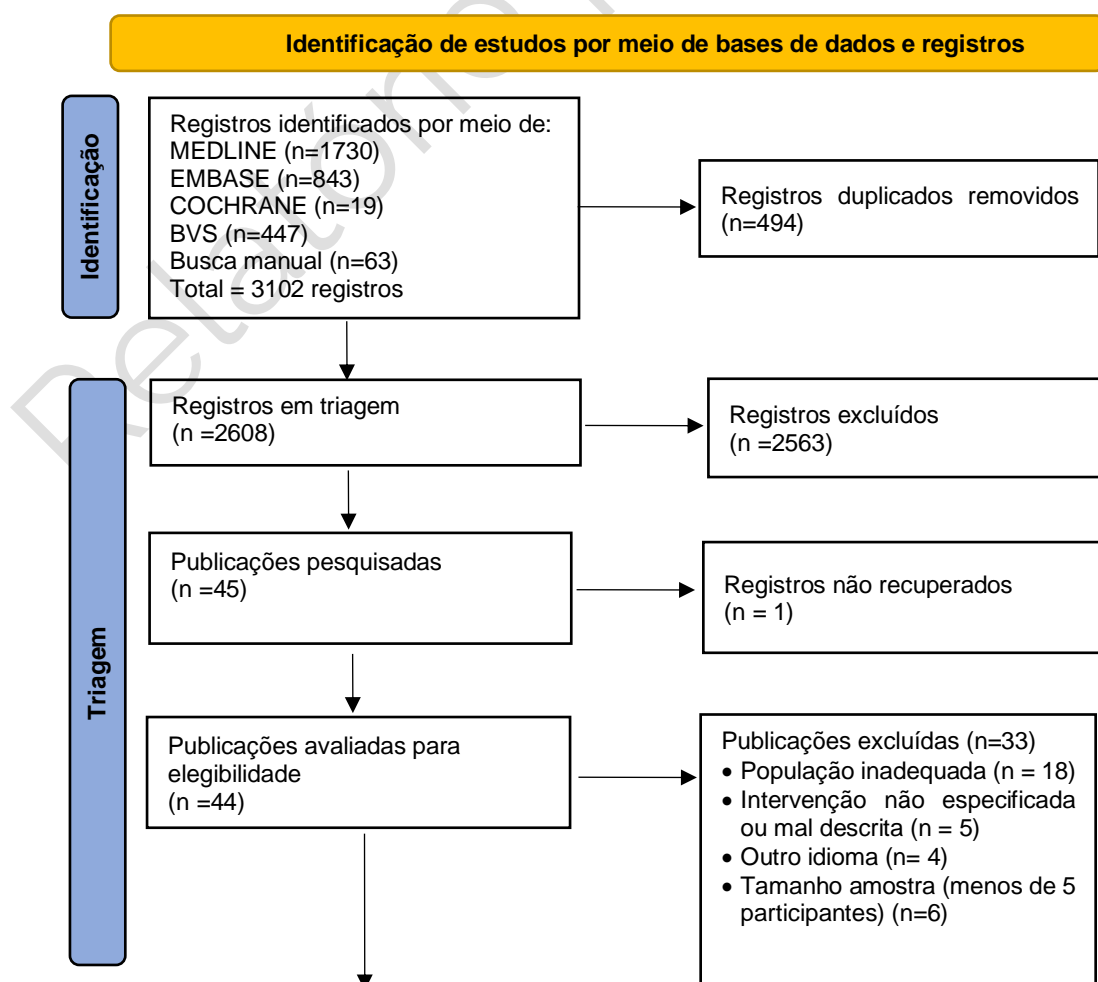 Identificação de estudos por meio de bases de dados e registros
Identificação
Registros identificados por meio de:
MEDLINE (n=1730)
EMBASE (n=843)
COCHRANE (n=19)
BVS (n=447)
Busca manual (n=63)
Total = 3102 registros
Registros duplicados removidos
(n=494)
Triagem
Registros em triagem
(n =2608)
Registros excluídos
(n =2563)
Publicações pesquisadas
(n =45)
Registros não recuperados
(n = 1)
Publicações avaliadas para
elegibilidade
(n =44)
Publicações excluídas (n=33)
• População inadequada (n = 18)
• Intervenção não especificada
ou mal descrita (n = 5)
• Outro idioma (n= 4)
• Tamanho amostra (menos de 5
participantes) (n=6)
Relatório